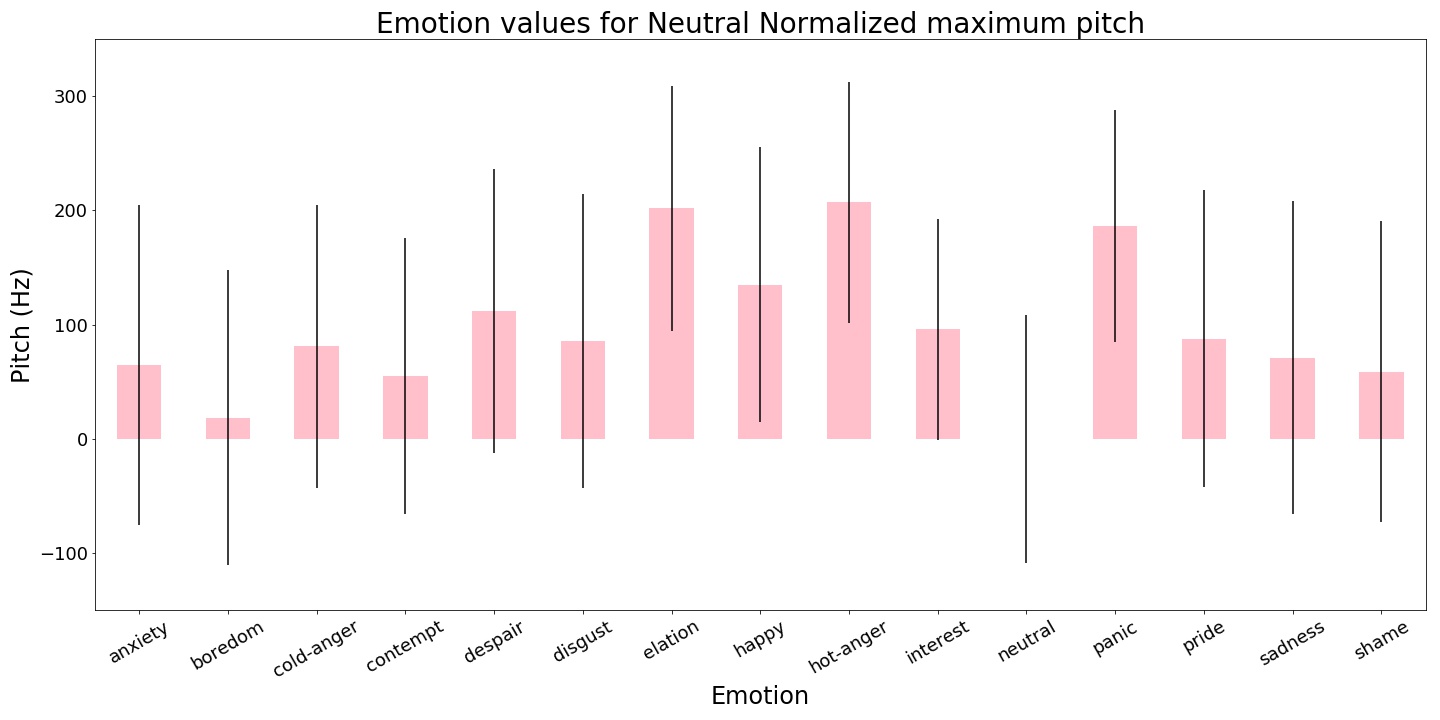 Emotion values for Neutral Normalized maximum pitch
300
200
100
0
−100
Pitch (Hz)
anxiety
boredom
cold-anger
contempt
despair
disgust
elation
happy
hot-anger
interest
neutral
panic
pride
sadness
shame
Emotion